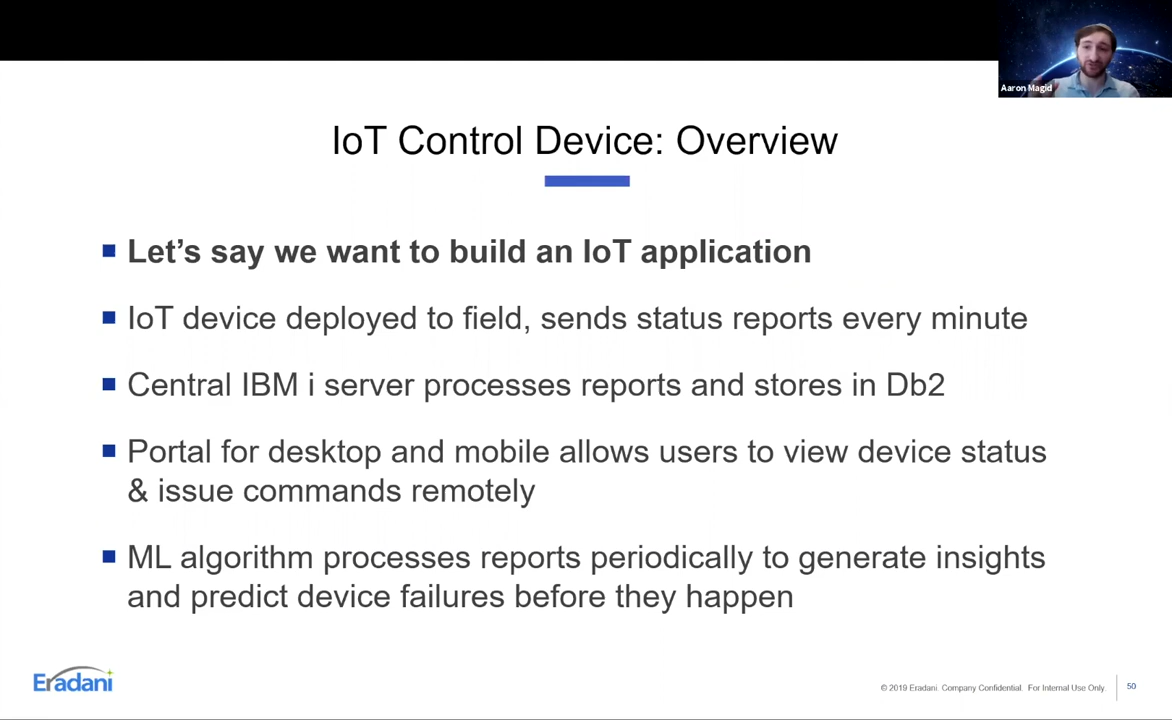 Aaron Magid
IoT Control Device: Overview
Let’s say we want to build an IoT application
IoT device deployed to field, sends status reports every minute
Central IBM i server processes reports and stores in Db2
Portal for desktop and mobile allows users to view device status
& issue commands remotely
ML algorithm processes reports periodically to generate insights
and predict device failures before they happen
Eradani
© 2019 Eradani. Company Confidential. For Internal Use Only.
50